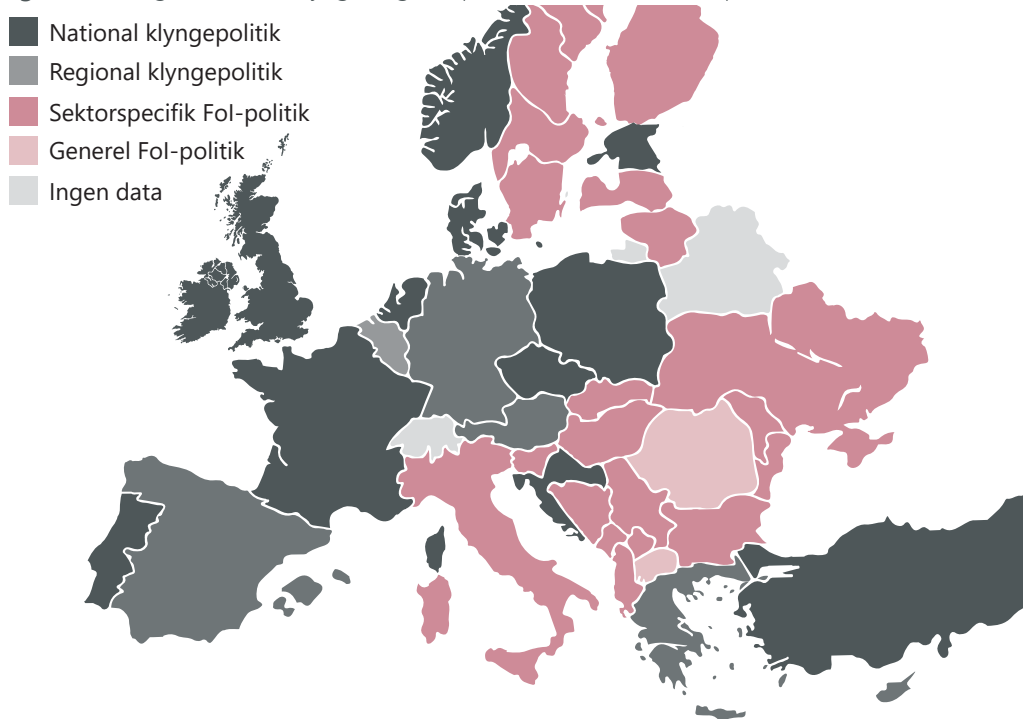 National klyngepolitik
Regional klyngepolitik
Sektorspecifik FoI-politik
Generel FoI-politik
Ingen data